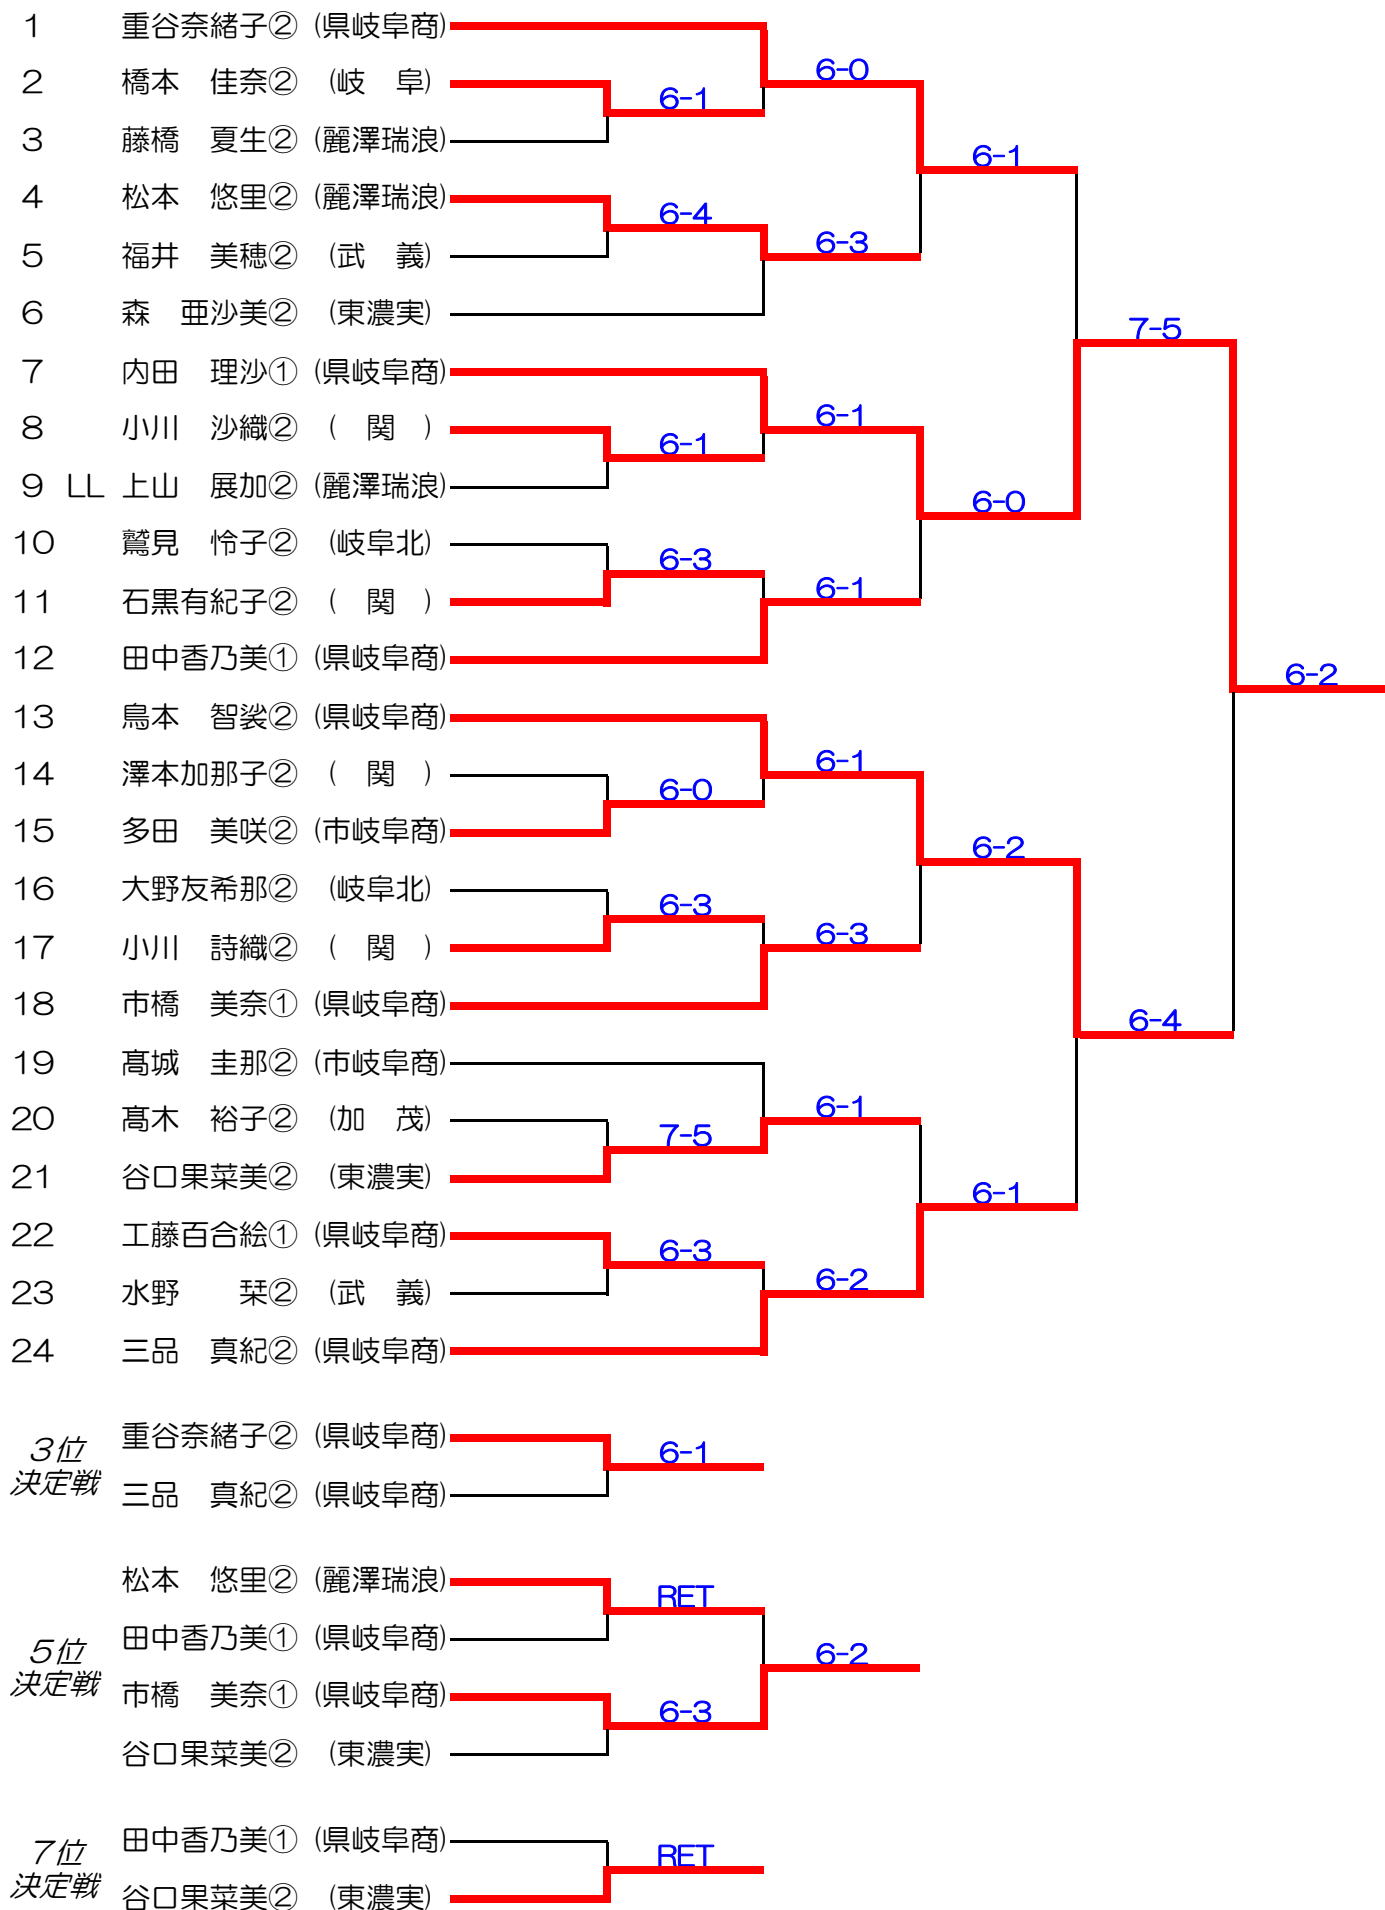 1 重谷奈緒子② (県岐阜商)
6-0
2 橋本 佳奈② (岐 阜)
6-1
3 藤橋 夏生② (麗澤瑞浪)
6-1
4 松本 悠里② (麗澤瑞浪)
6-4
5 福井 美穂② (武 義)
6-3
6 森 亜沙美② (東濃実)
7-5
7 内田 理沙① (県岐阜商)
6-1
8 小川 沙織② ( 関 )
6-1
9 LL 上山 展加② (麗澤瑞浪)
6-0
10 鷲見 怜子② (岐阜北)
6-3
11 石黒有紀子② ( 関 )
6-1
12 田中香乃美① (県岐阜商)
6-2
13 鳥本 智裟② (県岐阜商)
6-1
14 澤本加那子② ( 関 )
6-0
15 多田 美咲② (市岐阜商)
6-2
16 大野友希那② (岐阜北)
6-3
17 小川 詩織② ( 関 )
6-3
18 市橋 美奈① (県岐阜商)
6-4
19 髙城 圭那② (市岐阜商)
6-1
20 髙木 裕子② (加 茂)
7-5
21 谷口果菜美② (東濃実)
6-1
22 工藤百合絵① (県岐阜商)
6-3
23 水野 栞② (武 義)
6-2
24 三品 真紀② (県岐阜商)
3位
決定戦
重谷奈緒子② (県岐阜商)
6-1
三品 真紀② (県岐阜商)
5位
決定戦
松本 悠里② (麗澤瑞浪)
RET
田中香乃美① (県岐阜商)
6-2
市橋 美奈① (県岐阜商)
6-3
谷口果菜美② (東濃実)
7位
決定戦
田中香乃美① (県岐阜商)
RET
谷口果菜美② (東濃実)